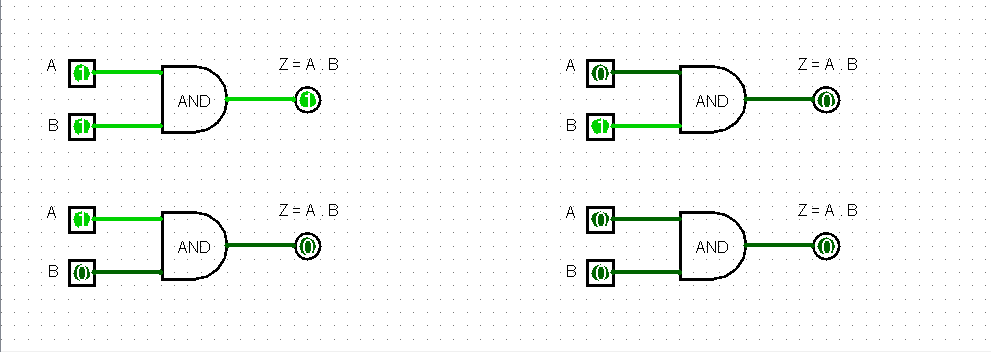 A 1 AND Z = A . B 1
B 1
A 0 AND Z = A . B 0
B 1
A 1 AND Z = A . B 0
B 0
A 0 AND Z = A . B 0
B 0